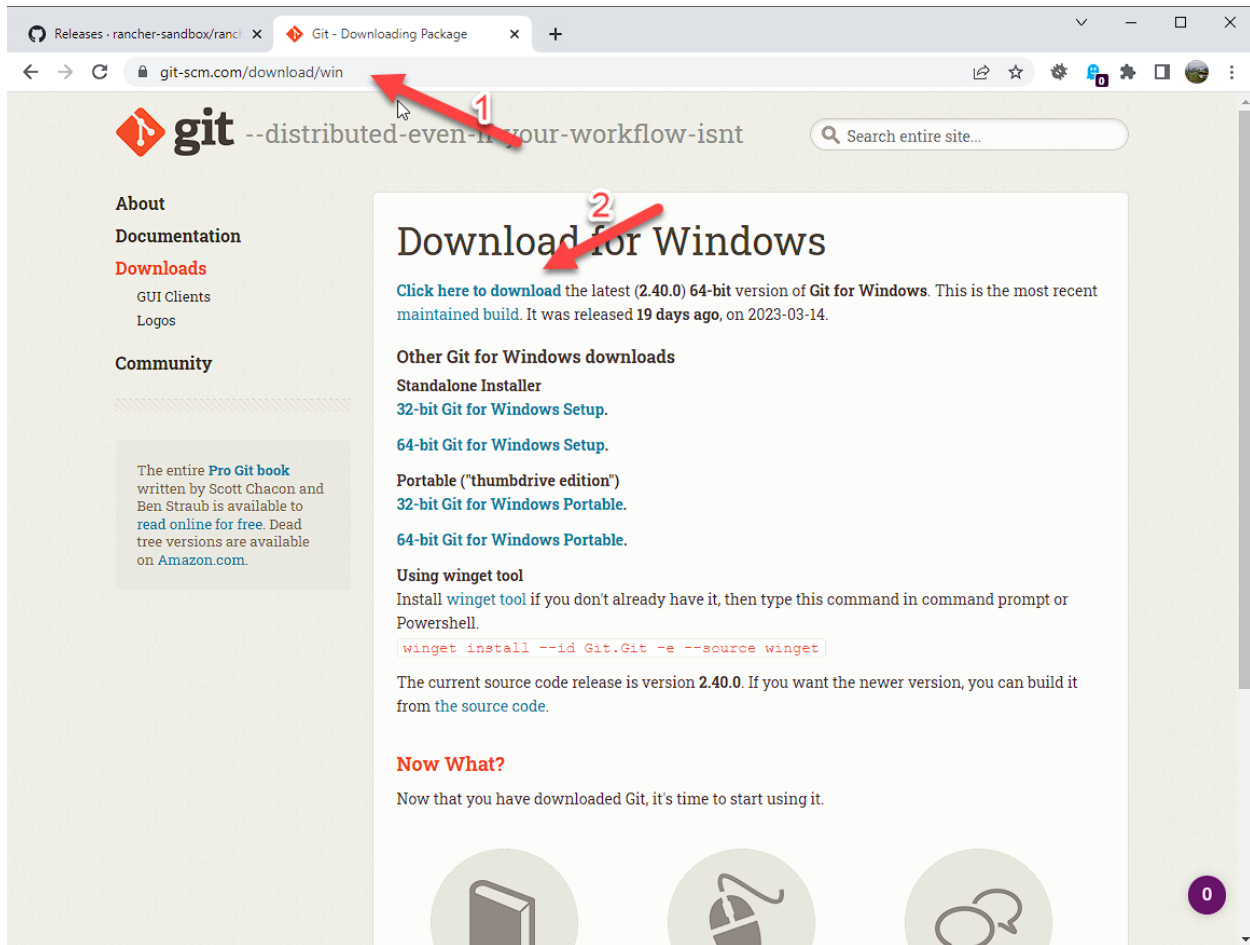 Releases · rancher-sandbox/ranch
Git - Downloading Package
git-scm.com/download/win
1
git --distributed-even-if-your-workflow-isnt
Search entire site...
About
Documentation
Downloads
GUI Clients
Logos
Community
The entire Pro Git book
written by Scott Chacon and
Ben Straub is available to
read online for free. Dead
tree versions are available
on Amazon.com.
2
Download for Windows
Click here to download the latest (2.40.0) 64-bit version of Git for Windows. This is the most recent
maintained build. It was released 19 days ago, on 2023-03-14.
Other Git for Windows downloads
Standalone Installer
32-bit Git for Windows Setup.
64-bit Git for Windows Setup.
Portable ("thumbdrive edition")
32-bit Git for Windows Portable.
64-bit Git for Windows Portable.
Using winget tool
Install winget tool if you don't already have it, then type this command in command prompt or
Powershell.
winget install --id Git.Git -e --source winget
The current source code release is version 2.40.0. If you want the newer version, you can build it
from the source code.
Now What?
Now that you have downloaded Git, it's time to start using it.
0
0